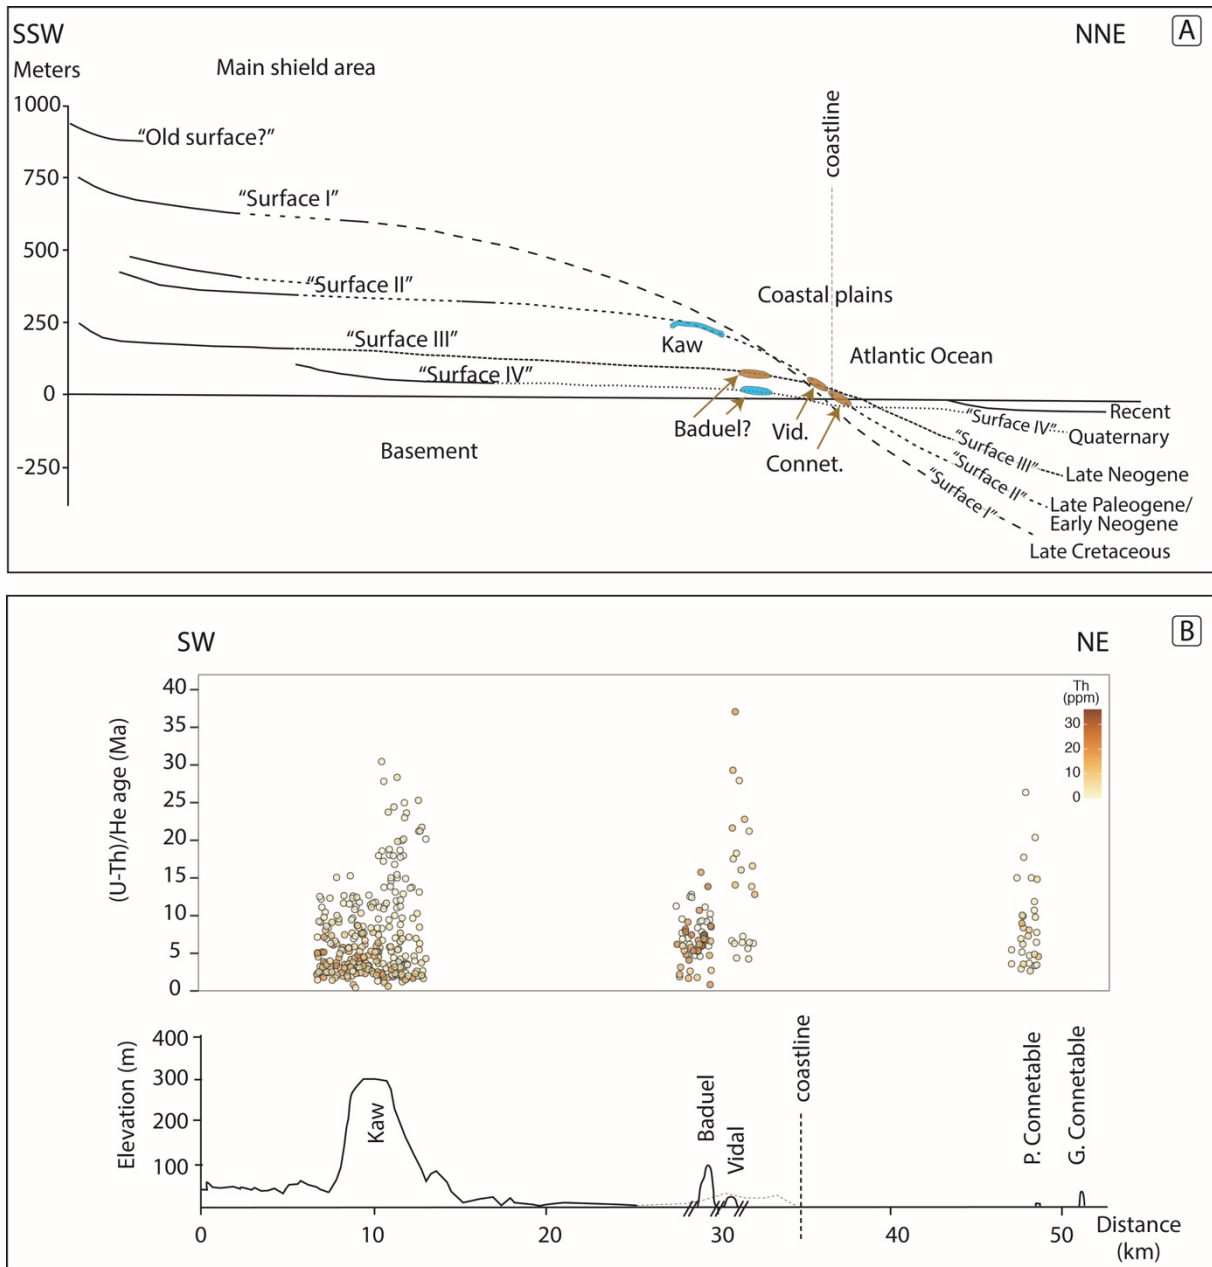 SSW
NNE
A
Meters
Main shield area
1000
"Old surface?"
coastline
750
"Surface I"
500
"Surface II"
Coastal plains
250
Kaw
"Surface III"
Atlantic Ocean
"Surface IV"
0
Recent
Baduel?
Vid.
"Surface IV"
Quaternary
Basement
Connet.
"Surface III"
Late Neogene
-250
"Surface II"
Late Paleogene/
Early Neogene
"Surface I"
Late Cretaceous
SW
NE
B
(U-Th)/He age (Ma)
40
35
30
25
20
15
10
5
0
Th
(ppm)
30
20
10
0
Elevation (m)
400
300
200
100
Kaw
Baduel
Vidal
coastline
P. Connetable
G. Connetable
0
10
20
30
40
50
Distance
(km)